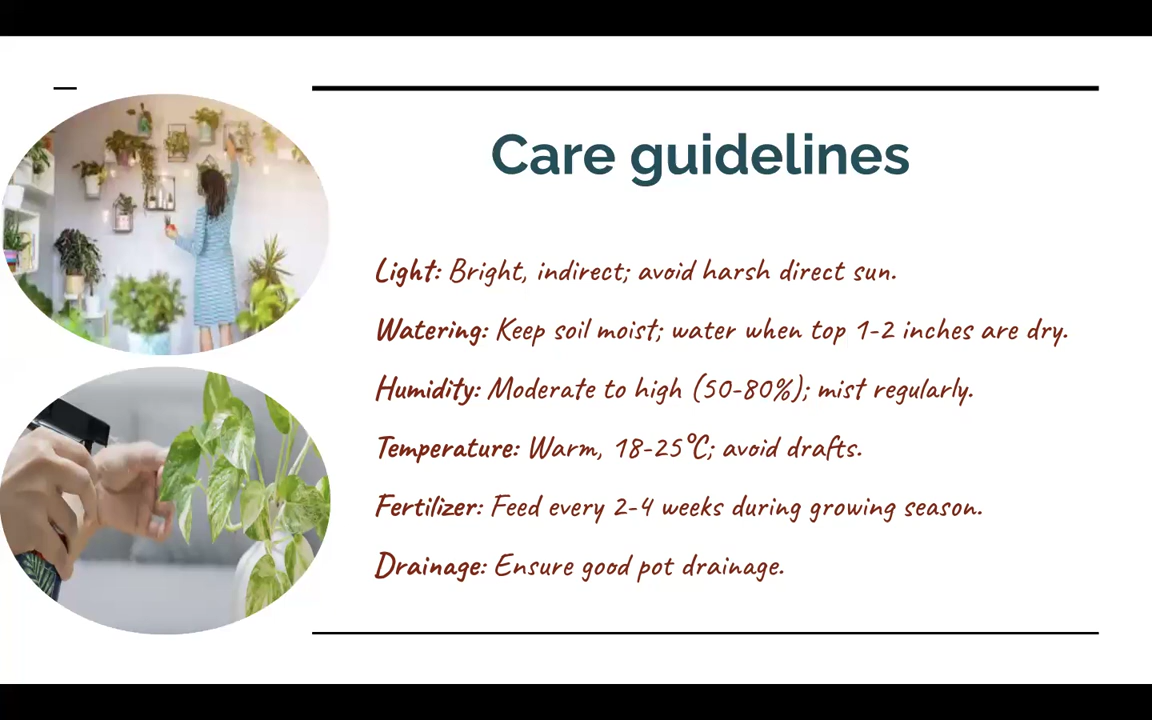 Care guidelines
Light: Bright, indirect; avoid harsh direct sun.
Watering: Keep soil moist; water when top 1-2 inches are dry.
Humidity: Moderate to high (50-80%); mist regularly.
Temperature: Warm, 18-25°C; avoid drafts.
Fertilizer: Feed every 2-4 weeks during growing season.
Drainage: Ensure good pot drainage.